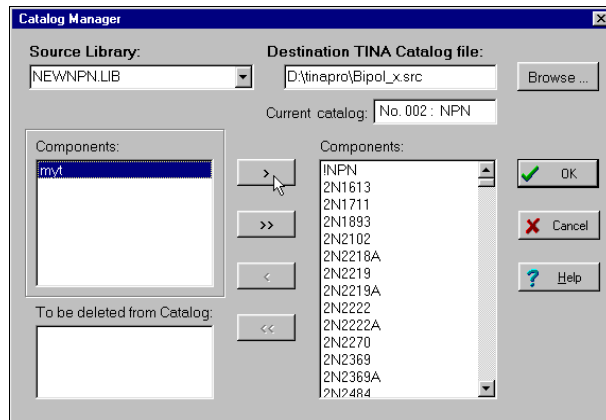 Catalog Manager
Source Library:
Destination TINA Catalog file:
NEWNPN.LIB
D:\tinapro\Bipol_x.src
Browse ...
Current catalog:
No. 002 : NPN
Components:
myt
>
>>
<
<<
To be deleted from Catalog:
Components:
!NPN
2N1613
2N1711
2N1893
2N2102
2N2218A
2N2219
2N2219A
2N2222
2N2222A
2N2270
2N2369
2N2369A
2N2484
OK
Cancel
Help